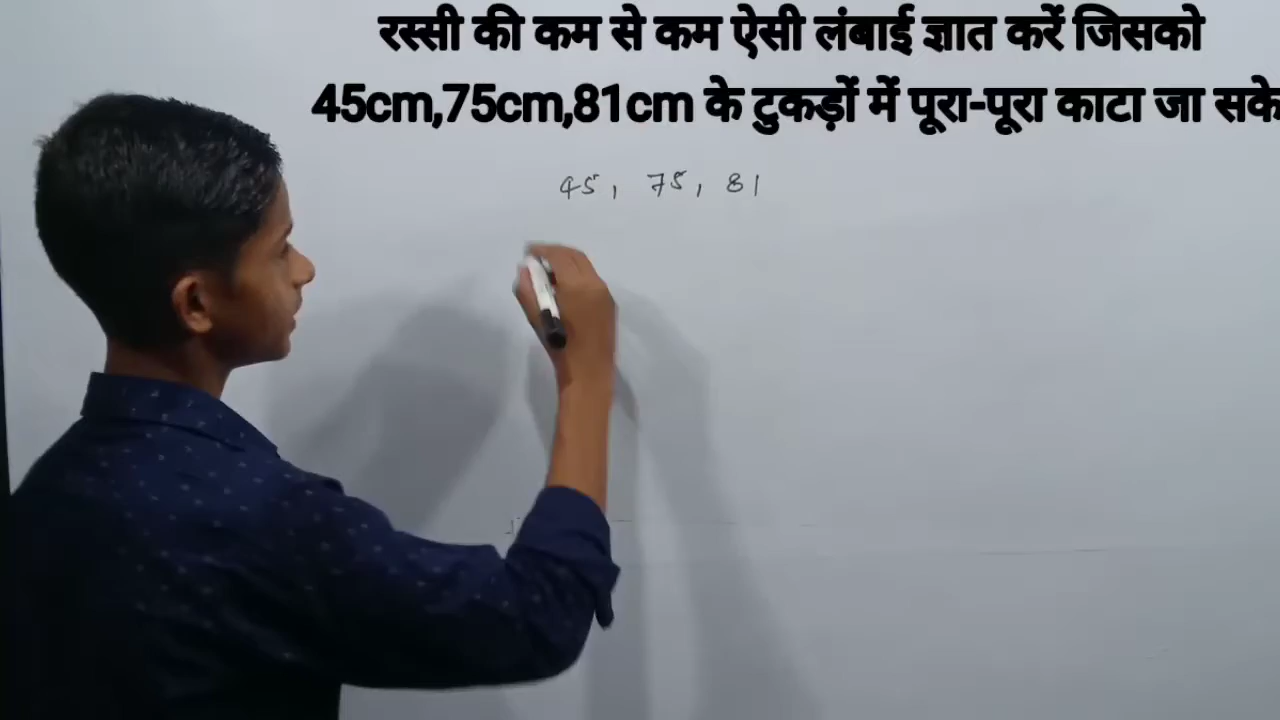 रस्सी की कम से कम ऐसी लंबाई ज्ञात करें जिसको
45cm,75cm,81cm के टुकड़ों में पूरा-पूरा काटा जा सके
45, 75, 81